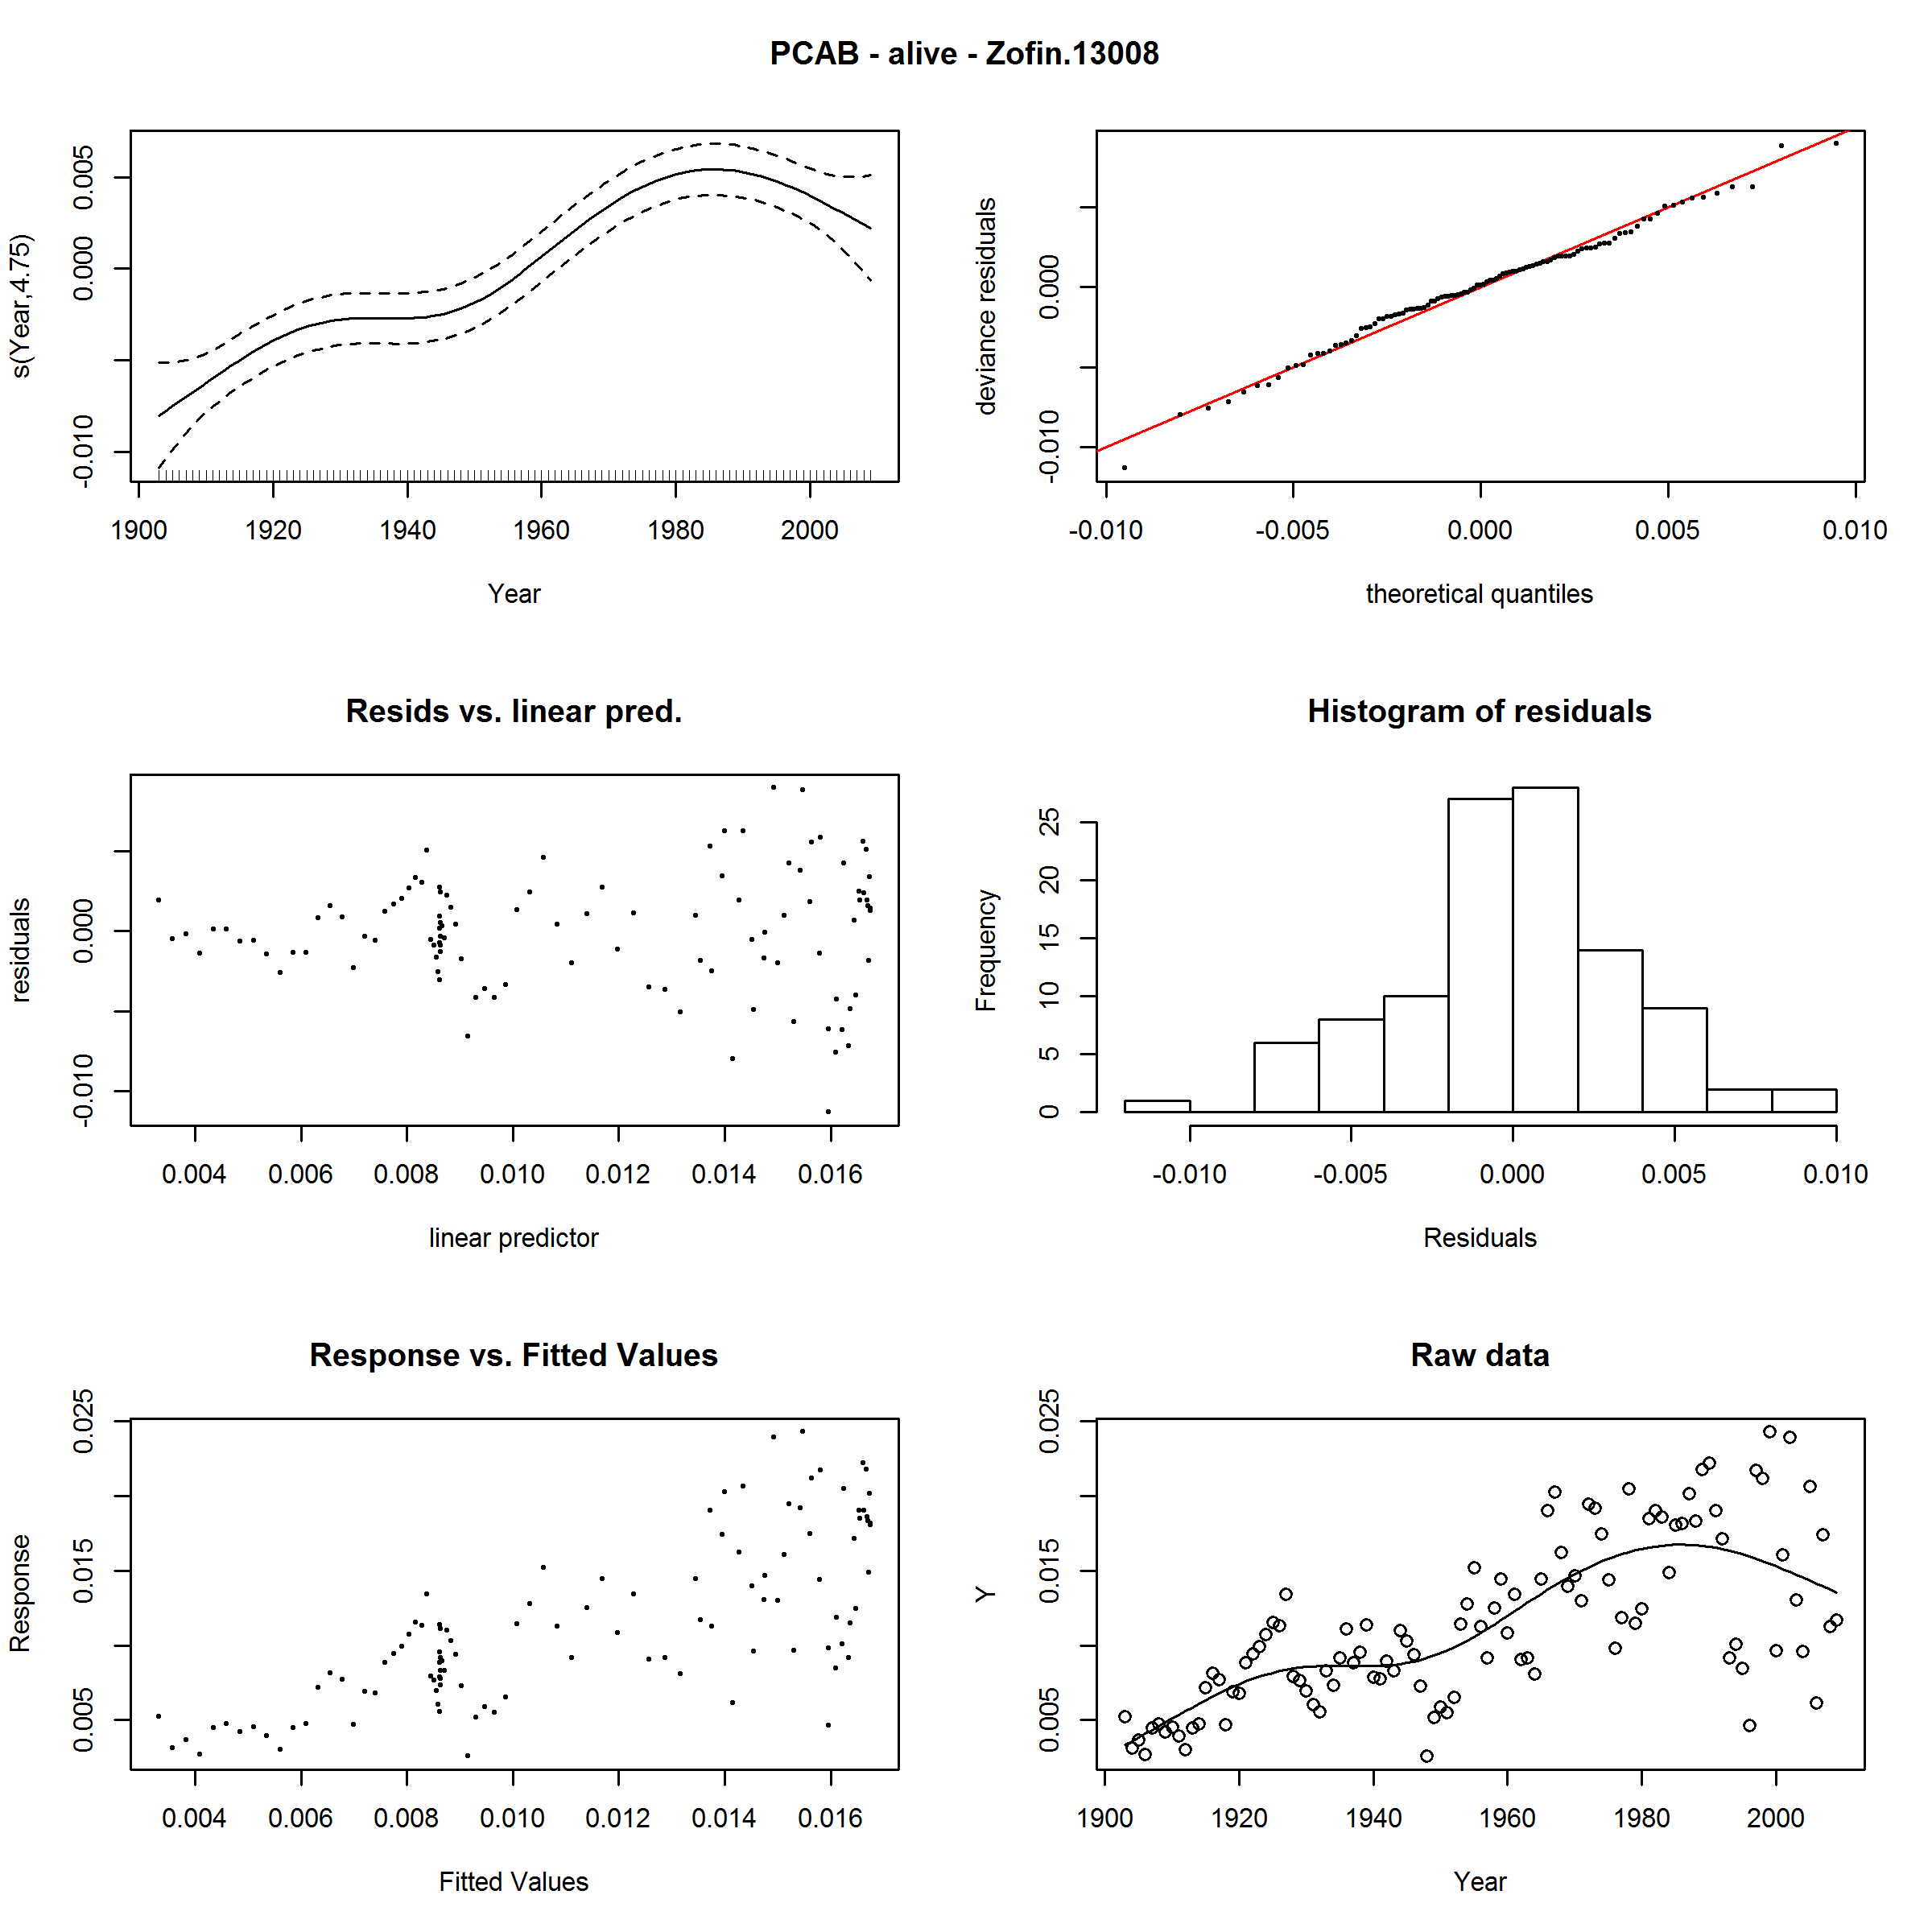 PCAB - alive - Zofin.13008
s(Year,4.75)
-0.010 0.000 0.005
1900 1920 1940 1960 1980 2000
Year
deviance residuals
-0.010 0.000
-0.010 -0.005 0.000 0.005 0.010
theoretical quantiles
Resids vs. linear pred.
residuals
-0.010 0.000
0.004 0.006 0.008 0.010 0.012 0.014 0.016
linear predictor
Histogram of residuals
Frequency
0 5 10 15 20 25
-0.010 -0.005 0.000 0.005 0.010
Residuals
Response vs. Fitted Values
Response
0.005 0.015 0.025
0.004 0.006 0.008 0.010 0.012 0.014 0.016
Fitted Values
Raw data
Y
0.005 0.015 0.025
1900 1920 1940 1960 1980 2000
Year